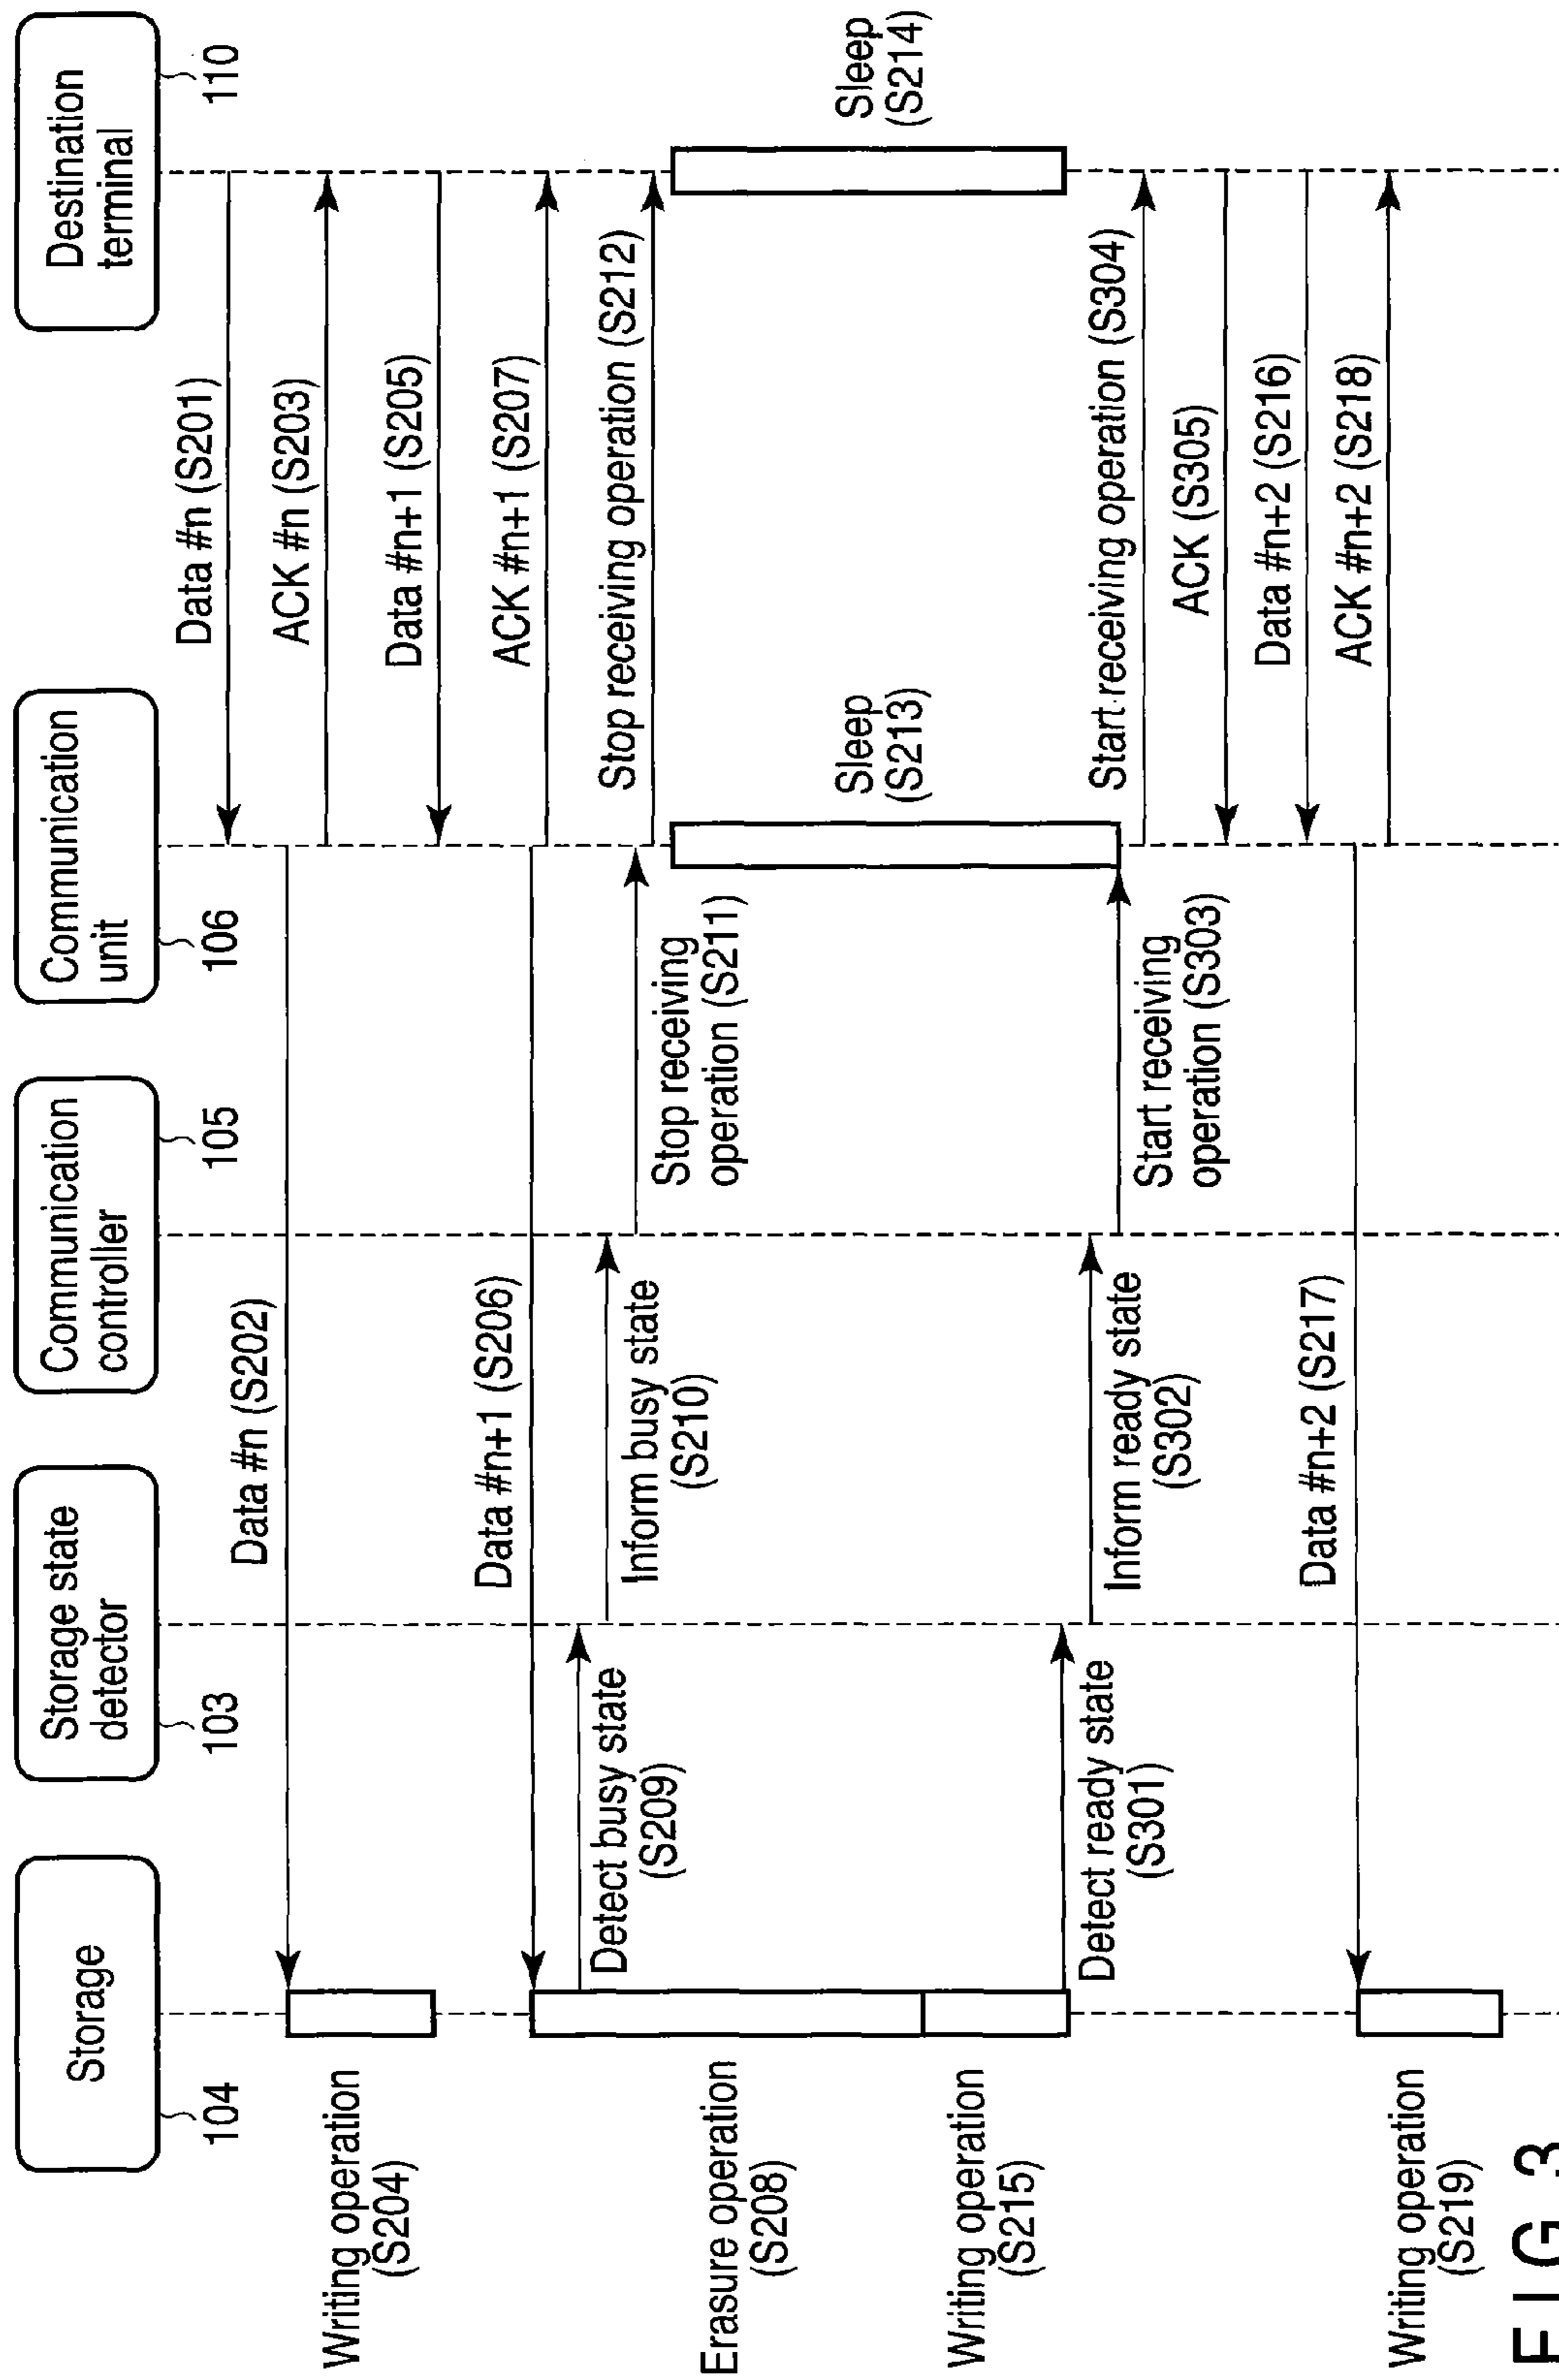 Storage
104
Storage state
detector
103
Communication
controller
105
Communication
unit
106
Destination
terminal
110
Data #n (S201)
Data #n (S202)
ACK #n (S203)
Writing operation
(S204)
Data #n+1 (S205)
Data #n+1 (S206)
ACK #n+1 (S207)
Erasure operation
(S208)
Detect busy state
(S209)
Inform busy state
(S210)
Stop receiving
operation (S211)
Stop receiving operation (S212)
Sleep
(S213)
Sleep
(S214)
Writing operation
(S215)
Detect ready state
(S301)
Inform ready state
(S302)
Start receiving
operation (S303)
Start receiving operation (S304)
ACK (S305)
Data #n+2 (S216)
Data #n+2 (S217)
ACK #n+2 (S218)
Writing operation
(S219)
FIG. 3